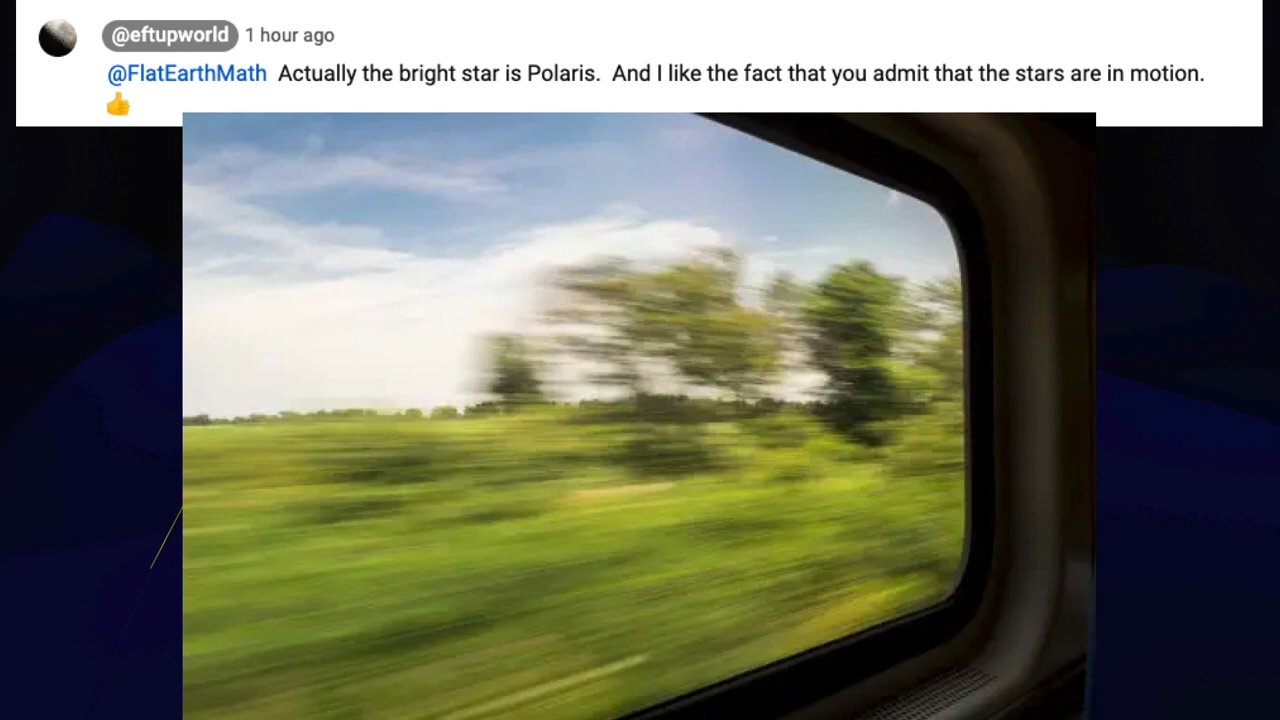 @eftupworld 1 hour ago
@FlatEarthMath Actually the bright star is Polaris. And I like the fact that you admit that the stars are in motion.
👍